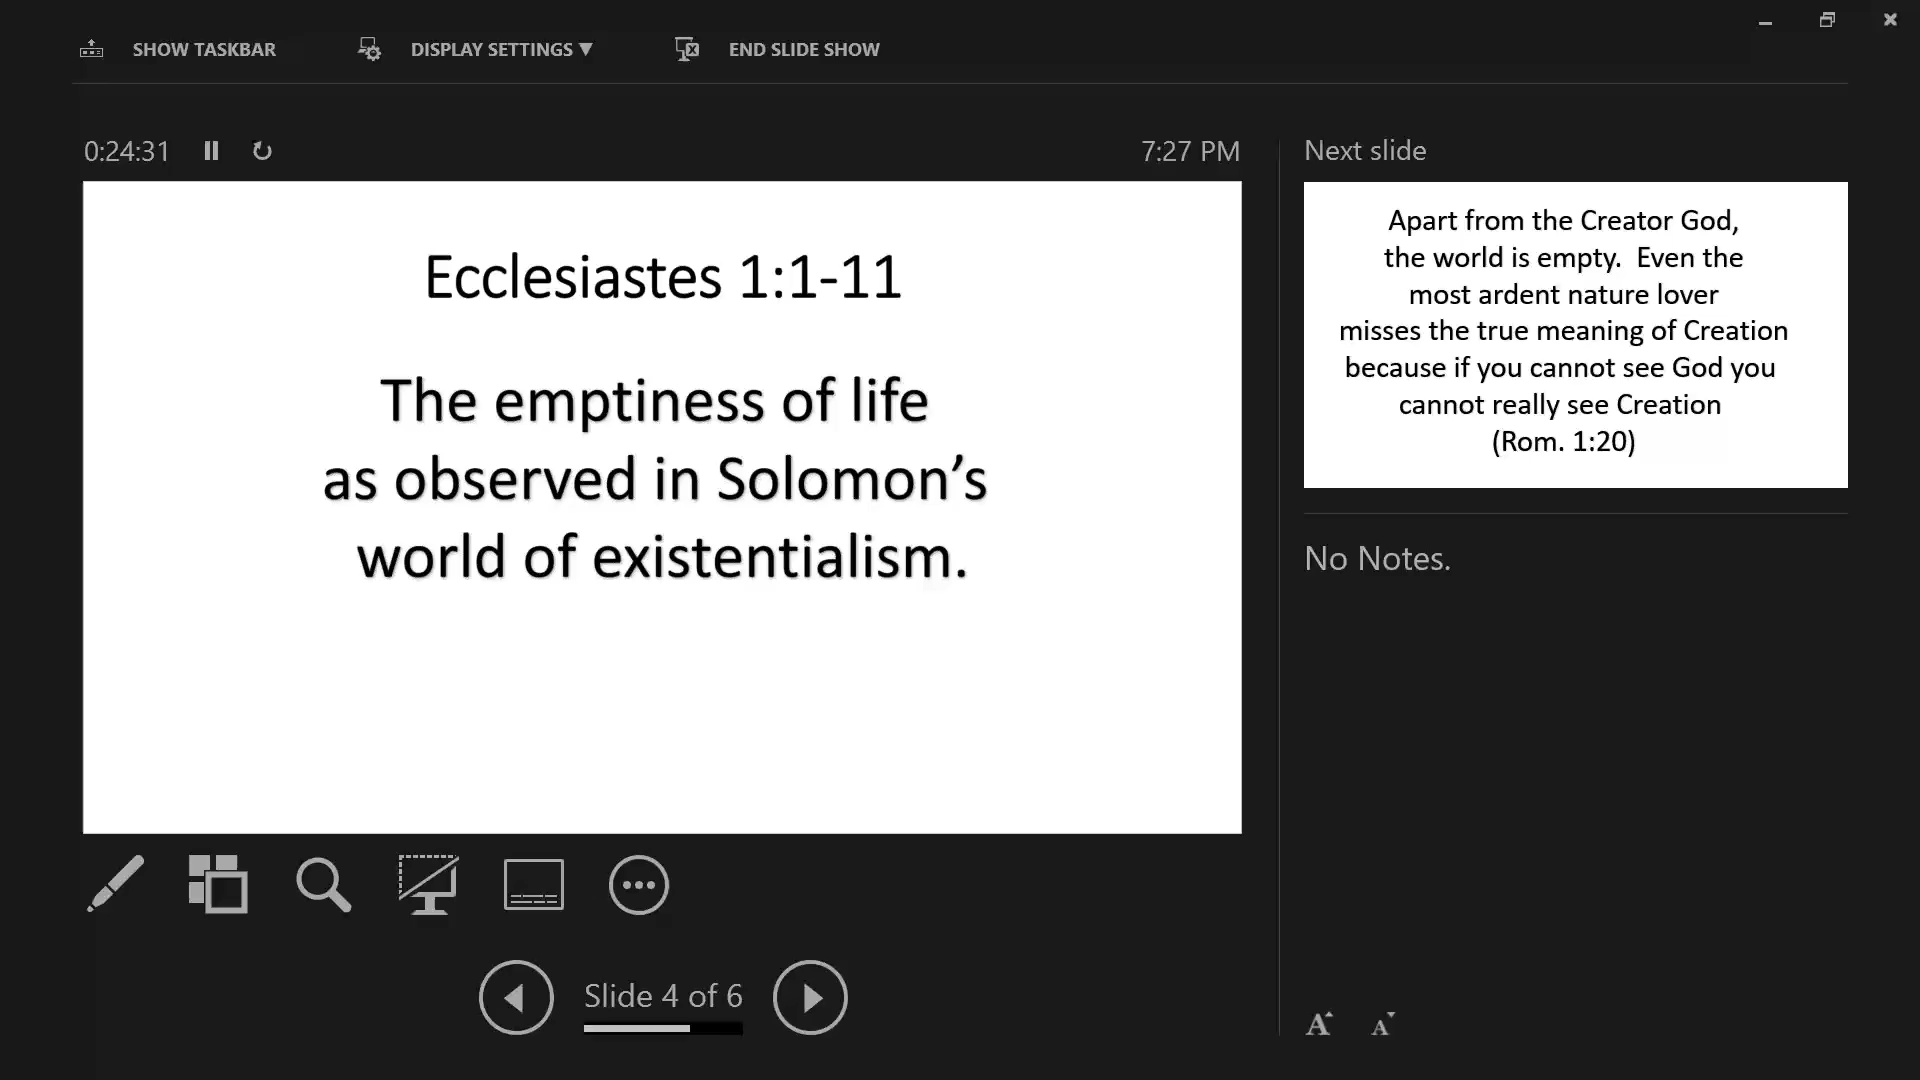 SHOW TASKBAR
DISPLAY SETTINGS ▼
END SLIDE SHOW
0:24:31
7:27 PM
Ecclesiastes 1:1-11
The emptiness of life
as observed in Solomon’s
world of existentialism.
Slide 4 of 6
Next slide
Apart from the Creator God,
the world is empty.  Even the
most ardent nature lover
misses the true meaning of Creation
because if you cannot see God you
cannot really see Creation
(Rom. 1:20)
No Notes.
A A